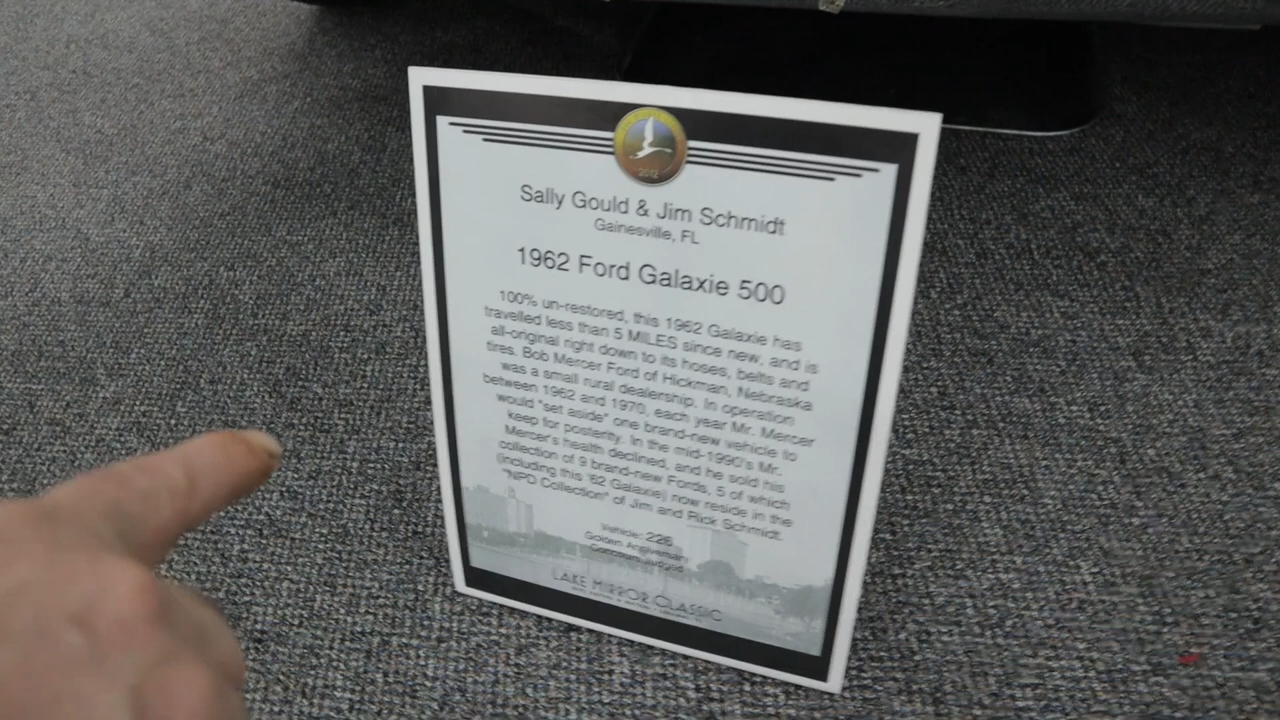 2012
Sally Gould & Jim Schmidt
Gainesville, FL
1962 Ford Galaxie 500
100% un-restored, this 1962 Galaxie has
travelled less than 5 MILES since new, and is
all-original right down to its hoses, belts and
tires. Bob Mercer Ford of Hickman, Nebraska
was a small rural dealership. In operation
between 1962 and 1970, each year Mr. Mercer
would "set aside" one brand-new vehicle to
keep for posterity. In the mid-1990's Mr.
Mercer's health declined, and he sold his
collection of 9 brand-new Fords, 5 of which
(including this '62 Galaxie) now reside in the
"NPD Collection" of Jim and Rick Schmidt.
Vehicle: 226
Golden Anniversary
Concours Judged
LAKE MIRROR CLASSIC